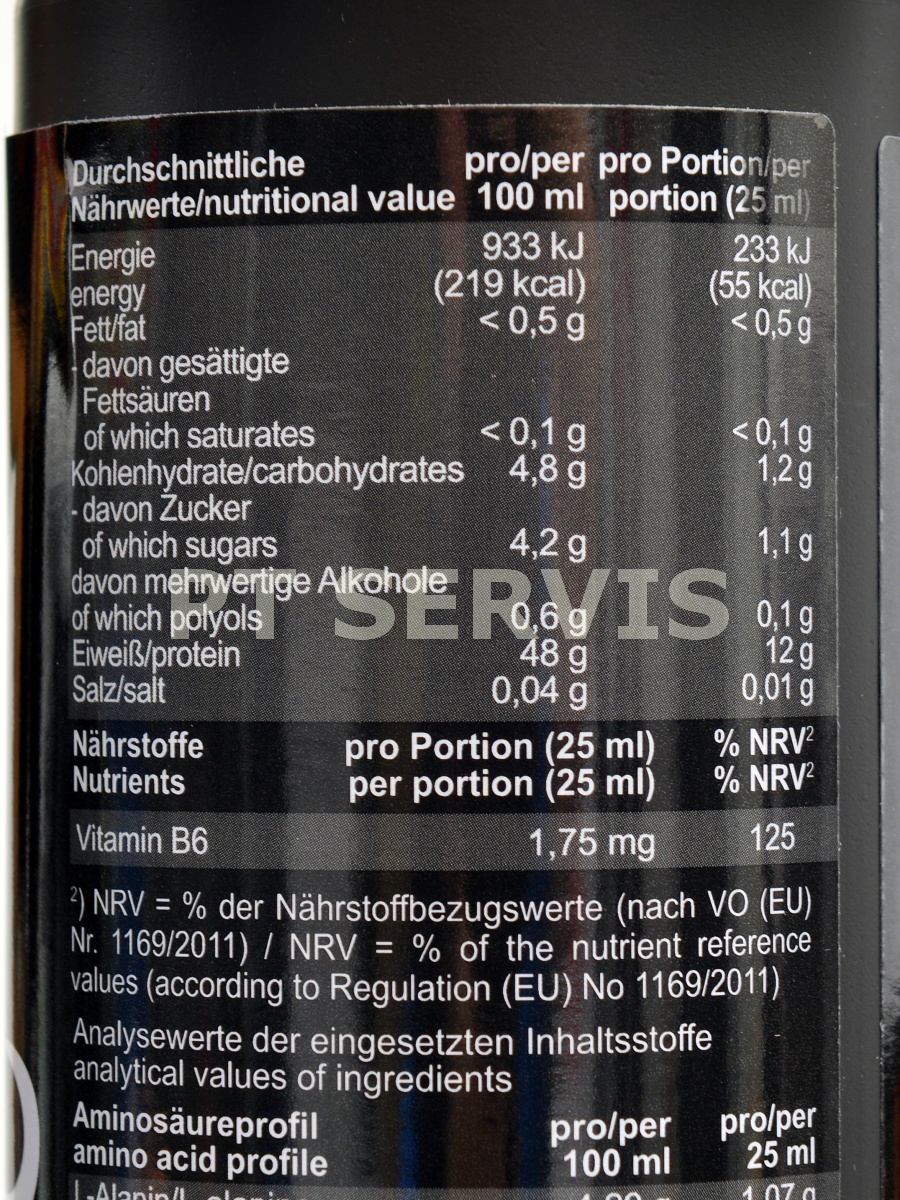 Durchschnittliche pro/per pro Portion/per
Nährwerte/nutritional value 100 ml portion (25 ml)
Energie 933 kJ 233 kJ
energy (219 kcal) (55 kcal)
Fett/fat < 0,5 g < 0,5 g
- davon gesättigte
Fettsäuren
of which saturates < 0,1 g < 0,1 g
Kohlenhydrate/carbohydrates 4,8 g 1,2 g
- davon Zucker
of which sugars 4,2 g 1,1 g
davon mehrwertige Alkohole
PT SERVIS
of which polyols 0,6 g 0,1 g
Eiweiß/protein 48 g 12 g
Salz/salt 0,04 g 0,01 g
Nährstoffe pro Portion (25 ml) % NRV²
Nutrients per portion (25 ml) % NRV²
Vitamin B6 1,75 mg 125
²) NRV = % der Nährstoffbezugswerte (nach VO (EU)
Nr. 1169/2011) / NRV = % of the nutrient reference
values (according to Regulation (EU) No 1169/2011)
Analysewerte der eingesetzten Inhaltsstoffe
analytical values of ingredients
Aminosäureprofil pro/per pro/per
amino acid profile 100 ml 25 ml
L-Alanin/L-alanine 1,07 g